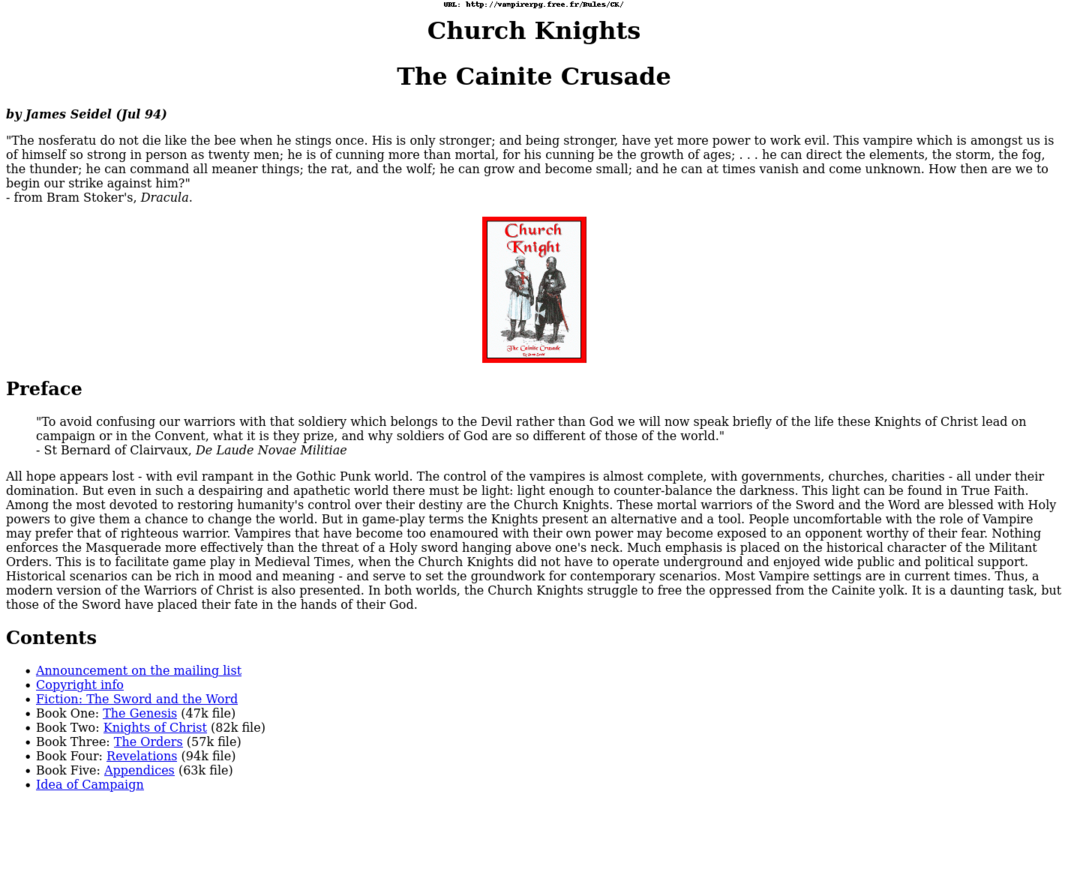 URL: http://vampirerpg.free.fr/Rules/CK/
Church Knights
The Cainite Crusade
by James Seidel (Jul 94)
"The nosferatu do not die like the bee when he stings once. His is only stronger; and being stronger, have yet more power to work evil. This vampire which is amongst us is
of himself so strong in person as twenty men; he is of cunning more than mortal, for his cunning be the growth of ages; . . . he can direct the elements, the storm, the fog,
the thunder; he can command all meaner things; the rat, and the wolf; he can grow and become small; and he can at times vanish and come unknown. How then are we to
begin our strike against him?"
- from Bram Stoker's, Dracula.
Church
Knight
The Cainite Crusade
By James Seidel
Preface
"To avoid confusing our warriors with that soldiery which belongs to the Devil rather than God we will now speak briefly of the life these Knights of Christ lead on
campaign or in the Convent, what it is they prize, and why soldiers of God are so different of those of the world."
- St Bernard of Clairvaux, De Laude Novae Militiae
All hope appears lost - with evil rampant in the Gothic Punk world. The control of the vampires is almost complete, with governments, churches, charities - all under their
domination. But even in such a despairing and apathetic world there must be light: light enough to counter-balance the darkness. This light can be found in True Faith.
Among the most devoted to restoring humanity's control over their destiny are the Church Knights. These mortal warriors of the Sword and the Word are blessed with Holy
powers to give them a chance to change the world. But in game-play terms the Knights present an alternative and a tool. People uncomfortable with the role of Vampire
may prefer that of righteous warrior. Vampires that have become too enamoured with their own power may become exposed to an opponent worthy of their fear. Nothing
enforces the Masquerade more effectively than the threat of a Holy sword hanging above one's neck. Much emphasis is placed on the historical character of the Militant
Orders. This is to facilitate game play in Medieval Times, when the Church Knights did not have to operate underground and enjoyed wide public and political support.
Historical scenarios can be rich in mood and meaning - and serve to set the groundwork for contemporary scenarios. Most Vampire settings are in current times. Thus, a
modern version of the Warriors of Christ is also presented. In both worlds, the Church Knights struggle to free the oppressed from the Cainite yolk. It is a daunting task, but
those of the Sword have placed their fate in the hands of their God.
Contents
• Announcement on the mailing list
• Copyright info
• Fiction: The Sword and the Word
• Book One: The Genesis (47k file)
• Book Two: Knights of Christ (82k file)
• Book Three: The Orders (57k file)
• Book Four: Revelations (94k file)
• Book Five: Appendices (63k file)
• Idea of Campaign